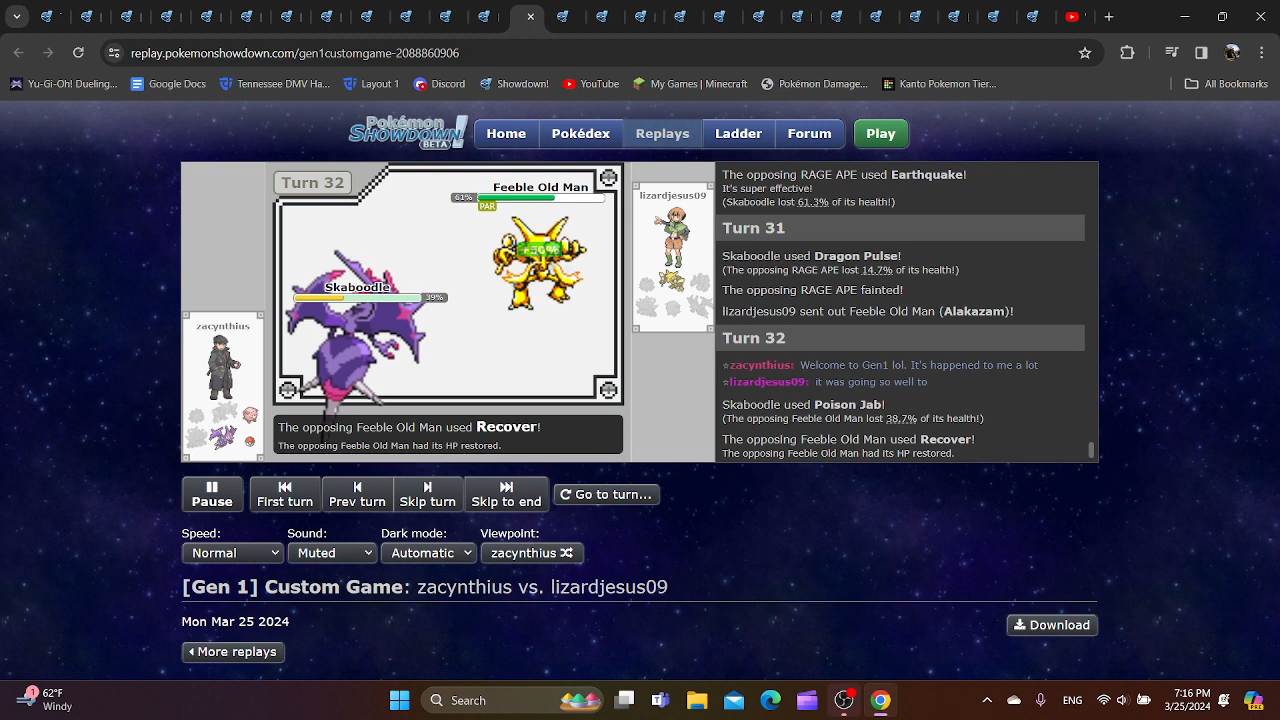 replay.pokemonshowdown.com/gen1customgame-2088860906
Yu-Gi-Oh! Dueling...
Google Docs
Tennessee DMV Ha...
Layout 1
Discord
Showdown!
YouTube
My Games | Minecraft
Pokémon Damage...
Kanto Pokemon Tier...
All Bookmarks
Pokémon
SHOWDOWN!
BETA
Home
Pokédex
Replays
Ladder
Forum
Play
Turn 32
Feeble Old Man
61%
PAR
+50%
Skaboodle
39%
zacynthius
lizardjesus09
The opposing Feeble Old Man used Recover!
The opposing Feeble Old Man had its HP restored.
The opposing RAGE APE used Earthquake!
It's super effective!
(Skaboodle lost 61.3% of its health!)
Turn 31
Skaboodle used Dragon Pulse!
(The opposing RAGE APE lost 14.7% of its health!)
The opposing RAGE APE fainted!
lizardjesus09 sent out Feeble Old Man (Alakazam)!
Turn 32
☆zacynthius: Welcome to Gen1 lol. It's happened to me a lot
☆lizardjesus09: it was going so well to
Skaboodle used Poison Jab!
(The opposing Feeble Old Man lost 38.7% of its health!)
The opposing Feeble Old Man used Recover!
The opposing Feeble Old Man had its HP restored.
Pause
First turn
Prev turn
Skip turn
Skip to end
Go to turn...
Speed:
Sound:
Dark mode:
Viewpoint:
Normal
Muted
Automatic
zacynthius
[Gen 1] Custom Game: zacynthius vs. lizardjesus09
Mon Mar 25 2024
Download
More replays
1
62°F
Windy
Search
ENG
7:16 PM
3/25/2024
PRE